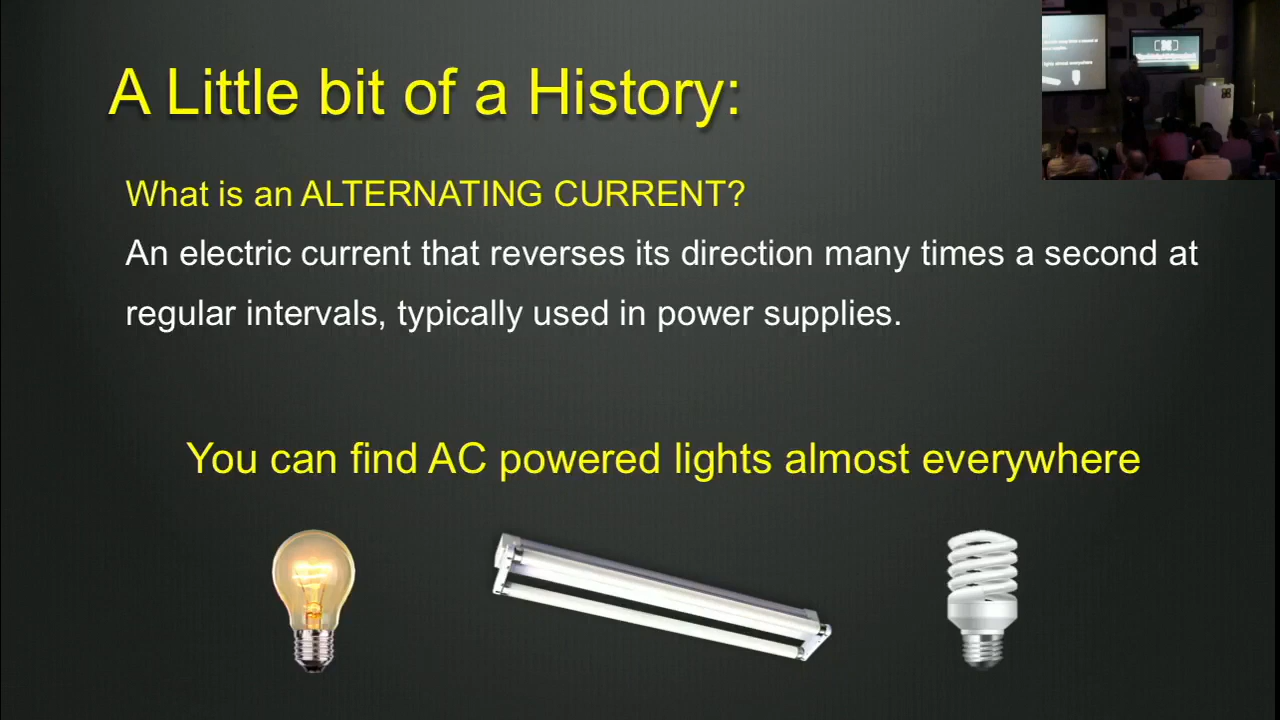 A Little bit of a History:
What is an ALTERNATING CURRENT?
An electric current that reverses its direction many times a second at
regular intervals, typically used in power supplies.
You can find AC powered lights almost everywhere